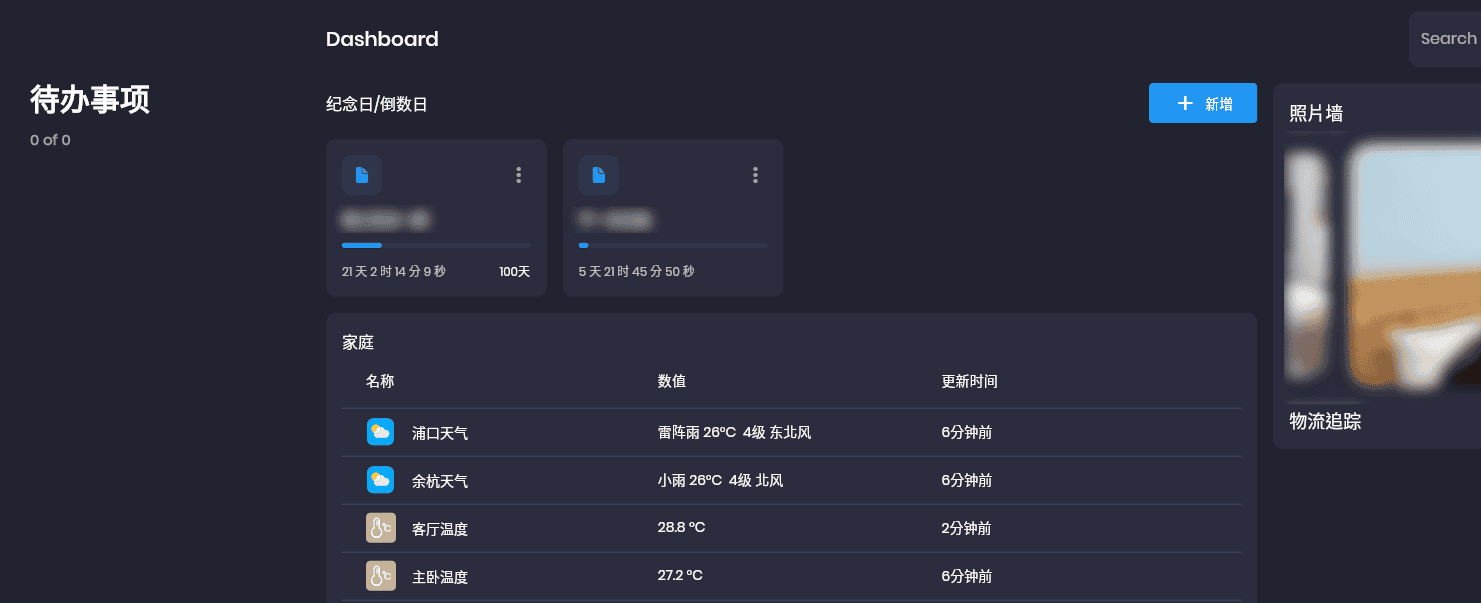 Dashboard
Search
待办事项
0 of 0
纪念日/倒数日
新增
21 天 2 时 14 分 9 秒
100天
5 天 21 时 45 分 50 秒
家庭
名称 数值 更新时间
浦口天气 雷阵雨 26°C 4级 东北风 6分钟前
余杭天气 小雨 26°C 4级 北风 6分钟前
客厅温度 28.8 °C 2分钟前
主卧温度 27.2 °C 6分钟前
照片墙
物流追踪